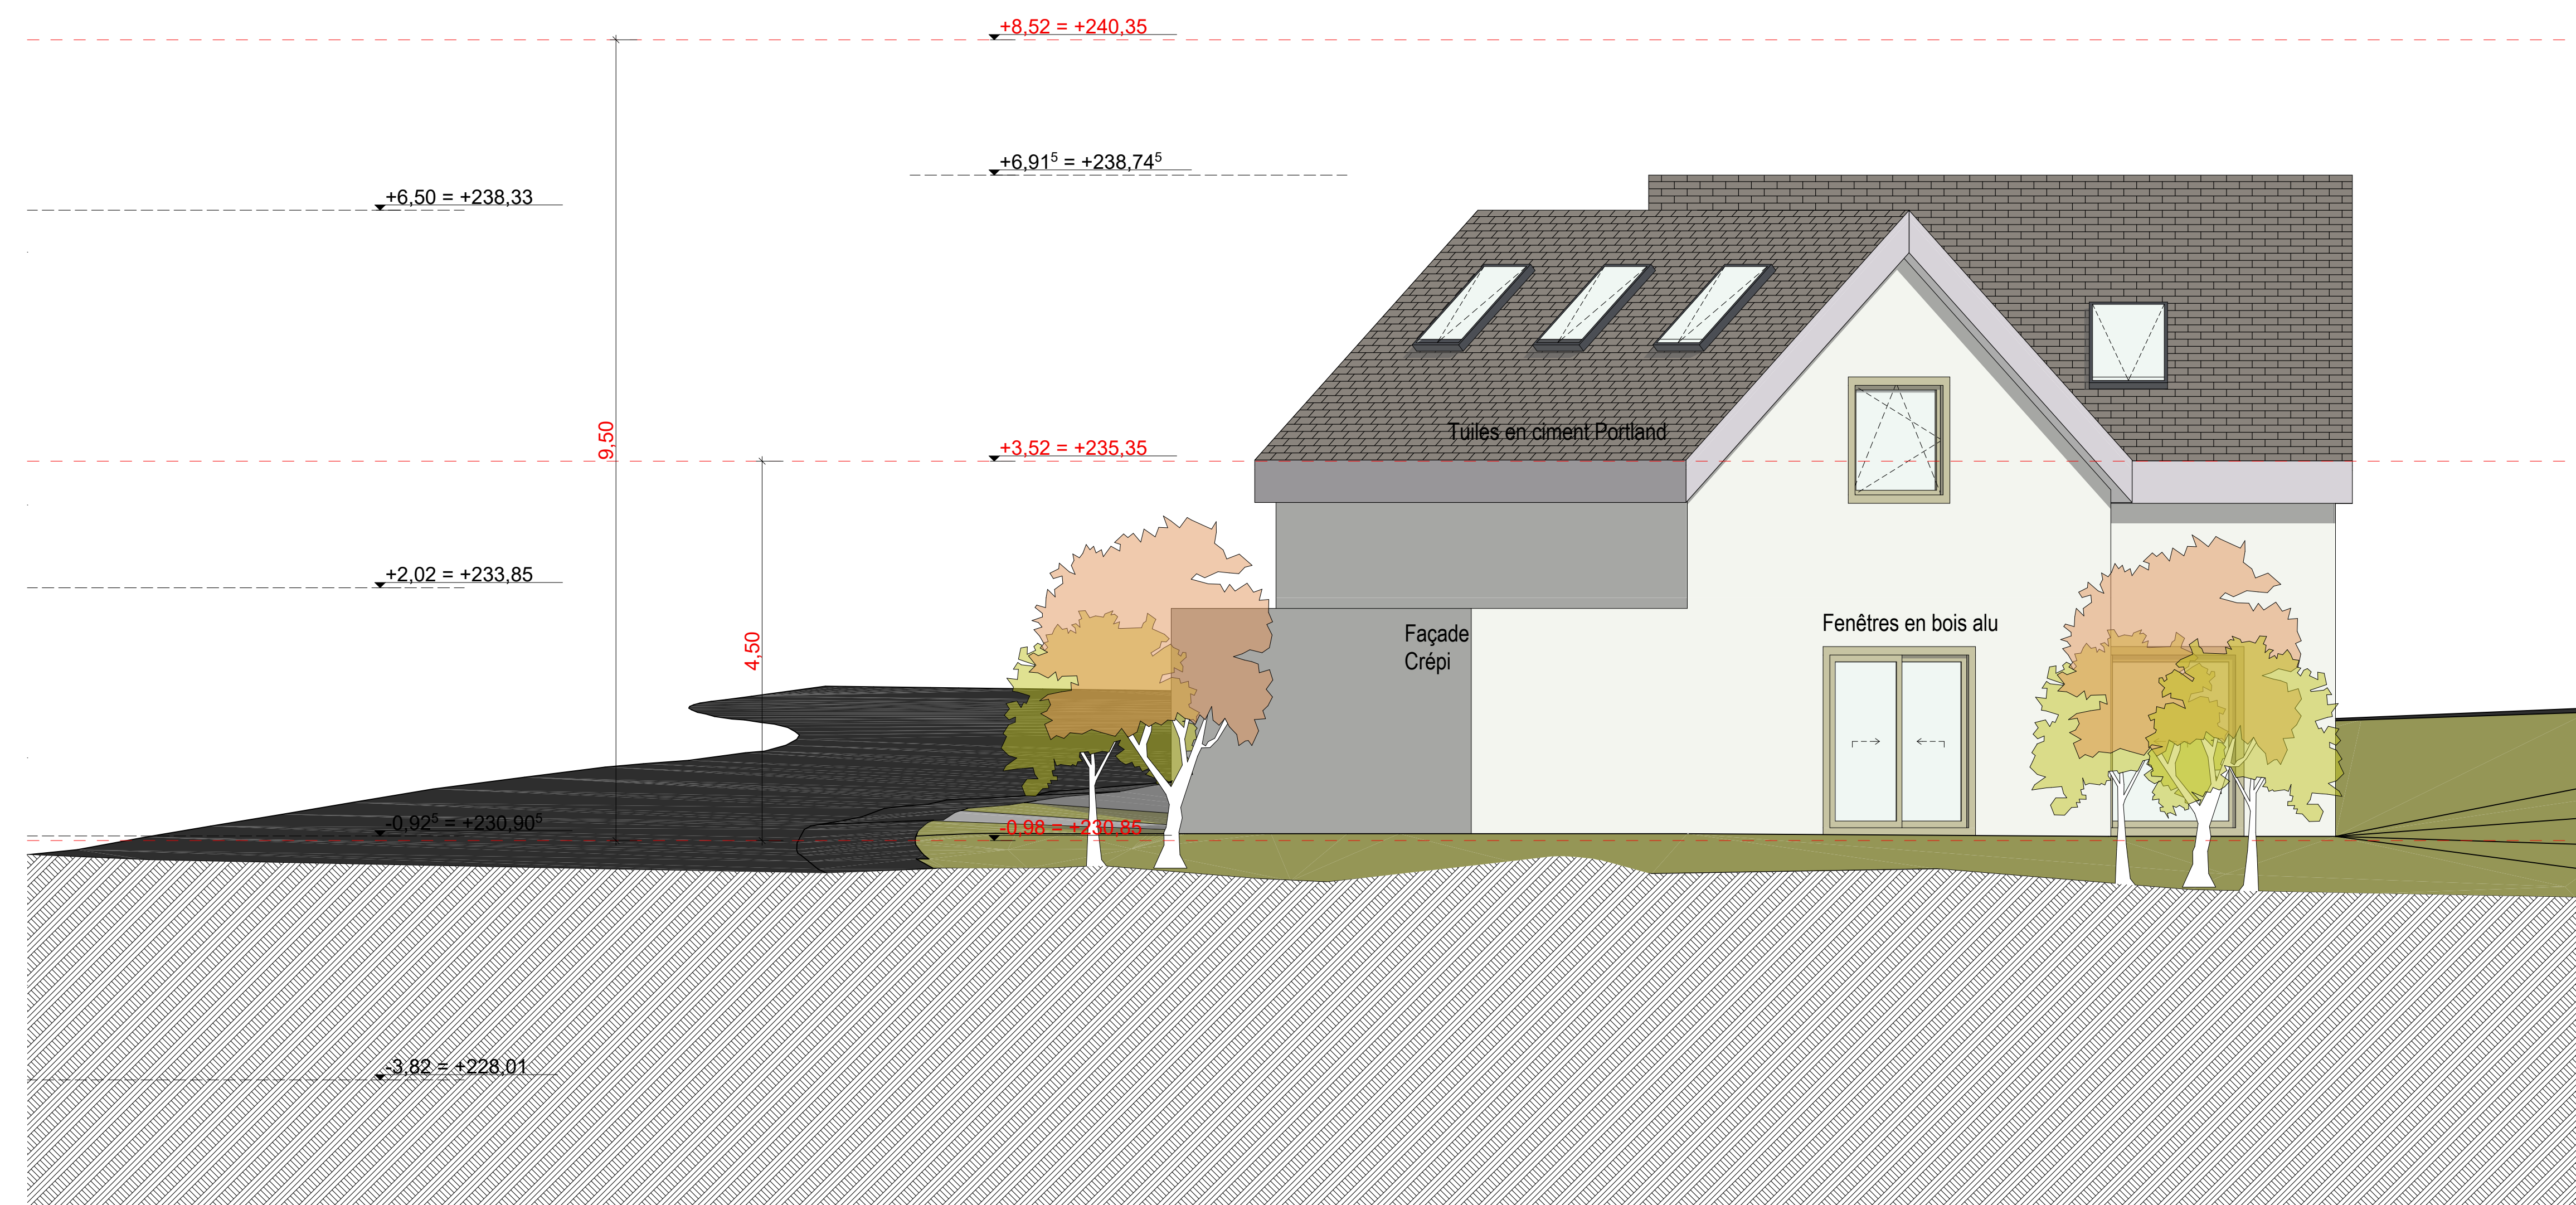 +8,52 = +240,35
+6,91⁵ = +238,74⁵
+6,50 = +238,33
9,50
Tuiles en ciment Portland
+3,52 = +235,35
+2,02 = +233,85
4,50
Fenêtres en bois alu
Façade
Crépi
-0,92⁵ = +230,90⁵
-0,98 = +230,85
-3,82 = +228,01